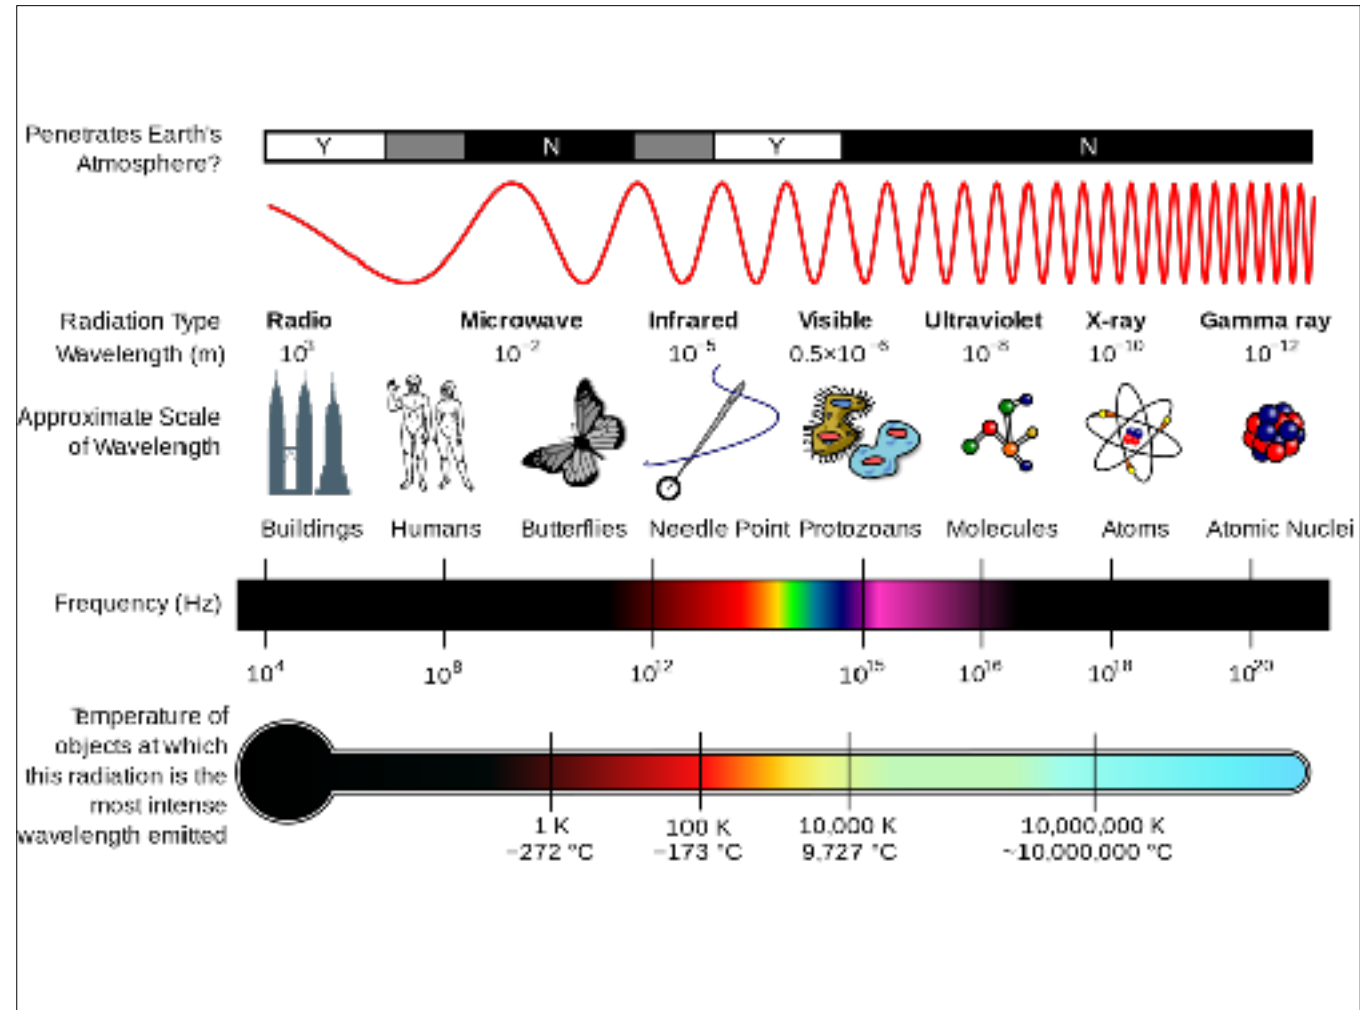 Penetrates Earth's
Atmosphere?
Y N Y N
Radiation Type Radio Microwave Infrared Visible Ultraviolet X-ray Gamma ray
Wavelength (m) 10³ 10⁻² 10⁻⁵ 0.5×10⁻⁶ 10⁻⁸ 10⁻¹⁰ 10⁻¹²
Approximate Scale
of Wavelength
Buildings Humans Butterflies Needle Point Protozoans Molecules Atoms Atomic Nuclei
Frequency (Hz)
10⁴ 10⁸ 10¹² 10¹⁵ 10¹⁶ 10¹⁸ 10²⁰
Temperature of
objects at which
this radiation is the
most intense
wavelength emitted
1 K 100 K 10,000 K 10,000,000 K
−272 °C −173 °C 9,727 °C ~10,000,000 °C